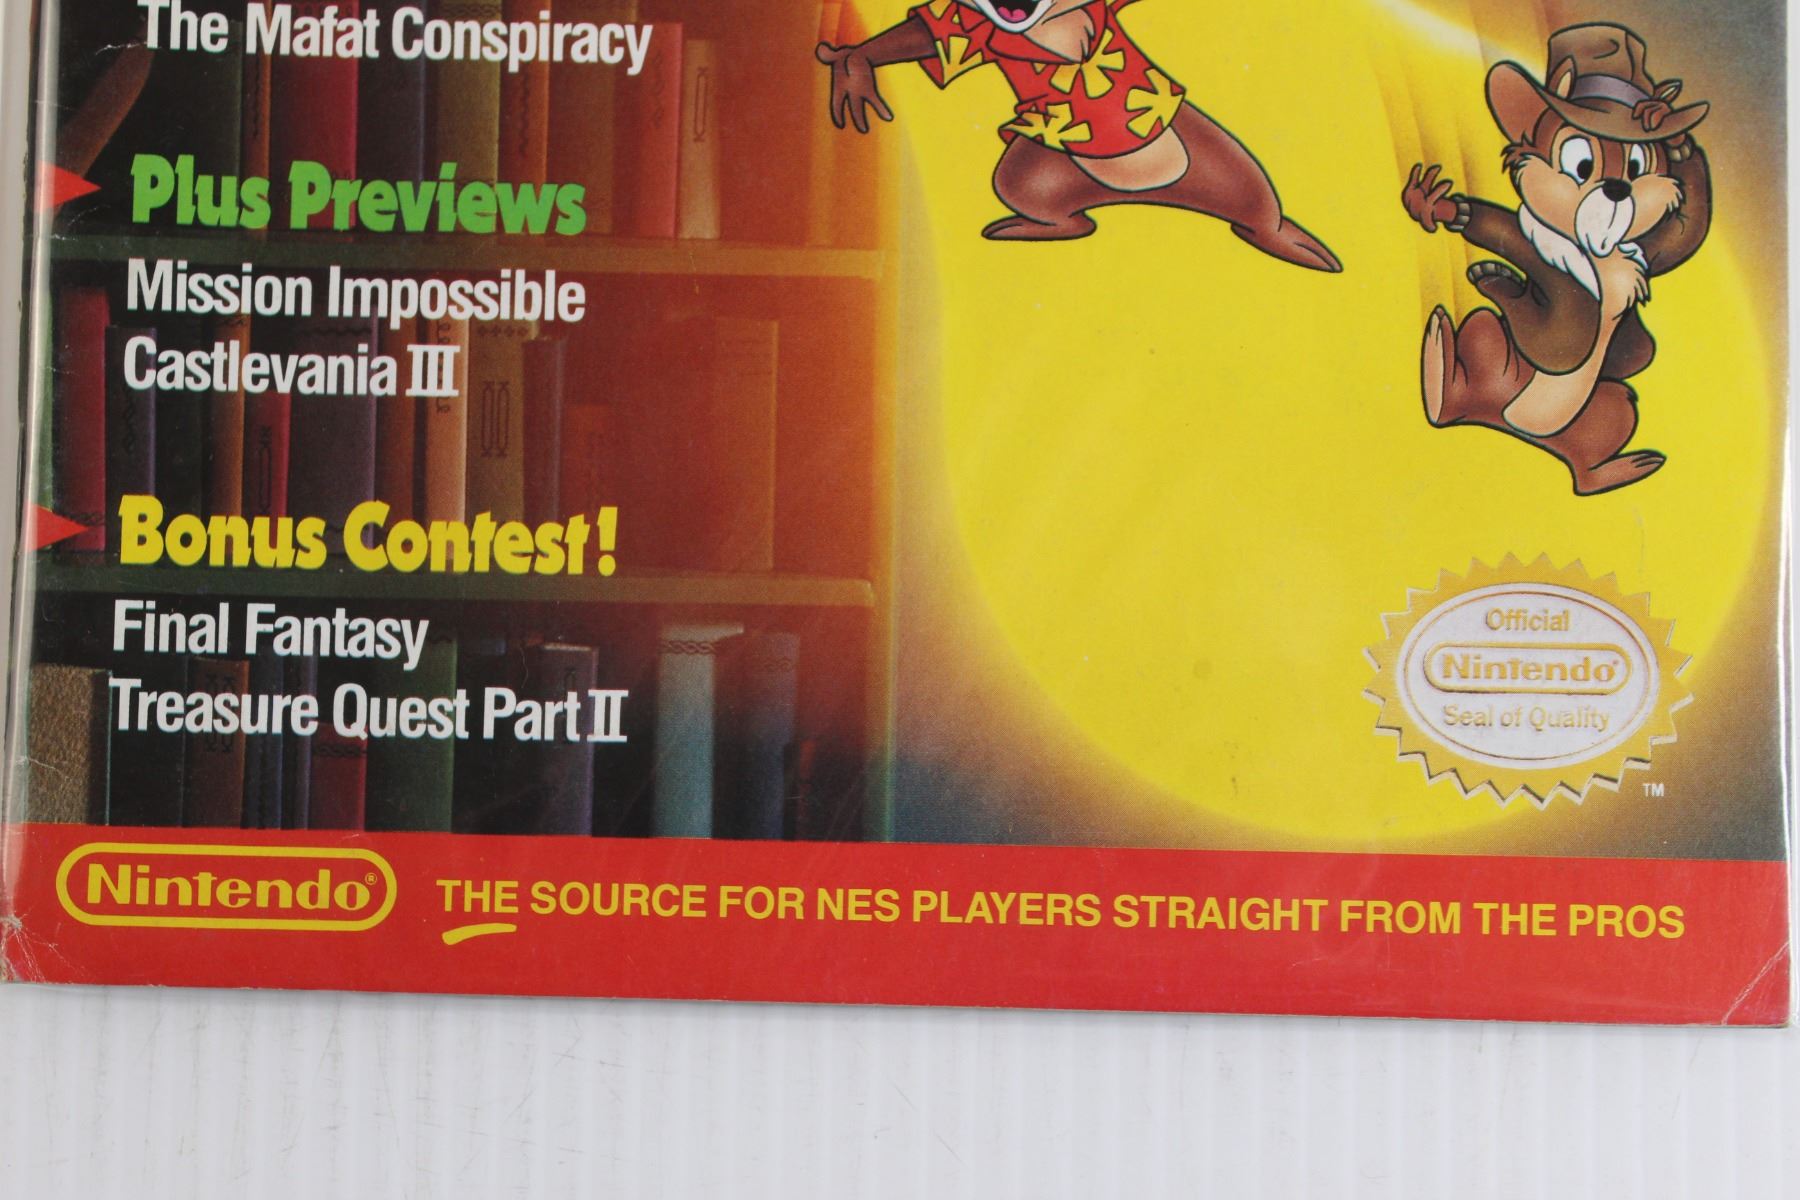 The Mafat Conspiracy
Plus Previews
Mission Impossible
Castlevania III
Bonus Contest!
Final Fantasy
Treasure Quest Part II
Official
Nintendo®
Seal of Quality
TM
Nintendo®
THE SOURCE FOR NES PLAYERS STRAIGHT FROM THE PROS